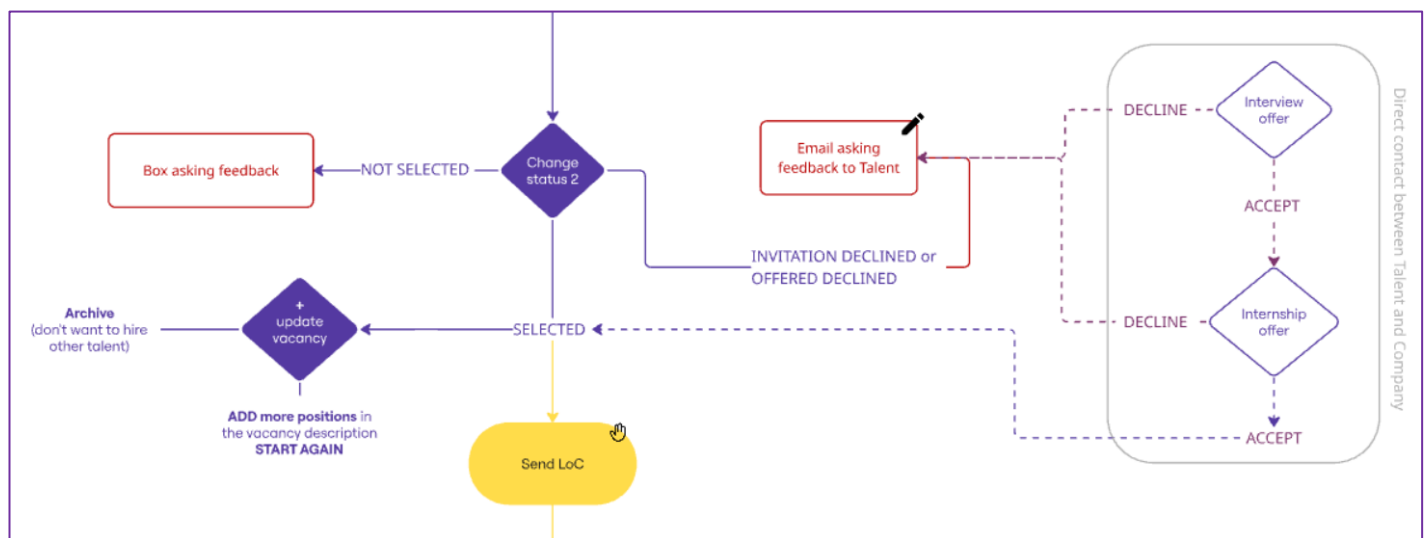 Box asking feedback
NOT SELECTED
Change
status 2
Email asking
feedback to Talent
DECLINE
Interview
offer
ACCEPT
INVITATION DECLINED or
OFFERED DECLINED
Archive
(don't want to hire
other talent)
+
update
vacancy
SELECTED
DECLINE
Internship
offer
ADD more positions in
the vacancy description
START AGAIN
Send LoC
ACCEPT
Direct contact between Talent and Company